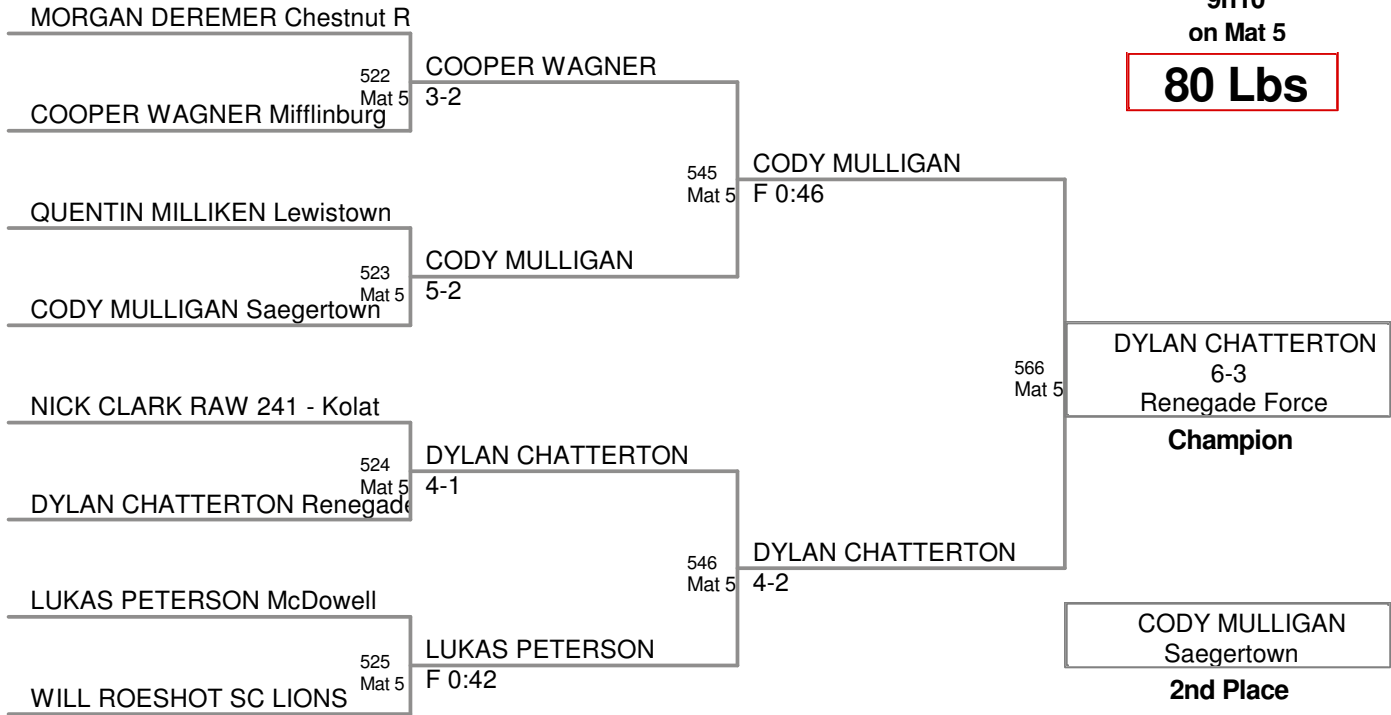 MORGAN DEREMER Chestnut R
522
Mat 5
COOPER WAGNER Mifflinburg
COOPER WAGNER
3-2
QUENTIN MILLIKEN Lewistown
523
Mat 5
CODY MULLIGAN Saegertown
CODY MULLIGAN
5-2
545
Mat 5
CODY MULLIGAN
F 0:46
NICK CLARK RAW 241 - Kolat
524
Mat 5
DYLAN CHATTERTON Renegade
DYLAN CHATTERTON
4-1
LUKAS PETERSON McDowell
525
Mat 5
WILL ROESHOT SC LIONS
LUKAS PETERSON
F 0:42
546
Mat 5
DYLAN CHATTERTON
4-2
566
Mat 5
DYLAN CHATTERTON
6-3
Renegade Force
Champion
CODY MULLIGAN
Saegertown
2nd Place
on Mat 5
80 Lbs